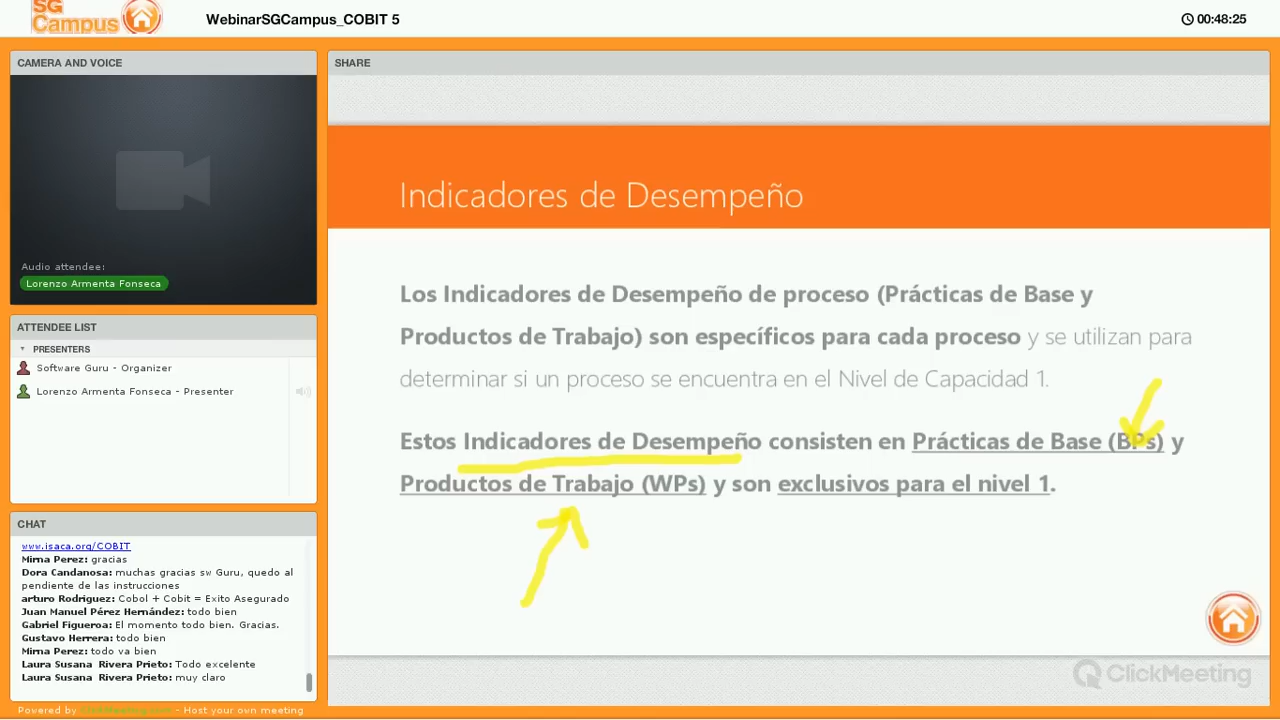 SG
Campus
WebinarSGCampus_COBIT 5
00:48:25
CAMERA AND VOICE
Audio attendee:
Lorenzo Armenta Fonseca
ATTENDEE LIST
PRESENTERS
Software Guru - Organizer
Lorenzo Armenta Fonseca - Presenter
CHAT
www.isaca.org/COBIT
Mirna Perez: gracias
Dora Candanosa: muchas gracias sw Guru, quedo al
pendiente de las instrucciones
arturo Rodriguez: Cobol + Cobit = Exito Asegurado
Juan Manuel Pérez Hernández: todo bien
Gabriel Figueroa: El momento todo bien. Gracias.
Gustavo Herrera: todo bien
Mirna Perez: todo va bien
Laura Susana Rivera Prieto: Todo excelente
Laura Susana Rivera Prieto: muy claro
Powered by ClickMeeting.com - Host your own meeting
SHARE
Indicadores de Desempeño
Los Indicadores de Desempeño de proceso (Prácticas de Base y
Productos de Trabajo) son específicos para cada proceso y se utilizan para
determinar si un proceso se encuentra en el Nivel de Capacidad 1.
Estos Indicadores de Desempeño consisten en Prácticas de Base (BPs) y
Productos de Trabajo (WPs) y son exclusivos para el nivel 1.
ClickMeeting